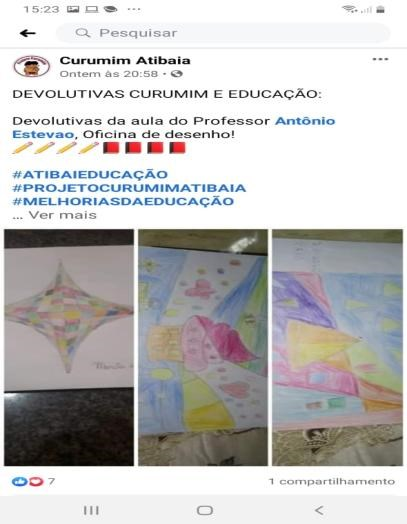 15:23
Pesquisar
Curumim Atibaia
Ontem às 20:58
DEVOLUTIVAS CURUMIM E EDUCAÇÃO:
Devolutivas da aula do Professor Antônio
Estevao, Oficina de desenho!
#ATIBAIEDUCAÇÃO
#PROJETOCURUMIMATIBAIA
#MELHORIASDAEDUCAÇÃO
... Ver mais
7
1 compartilhamento